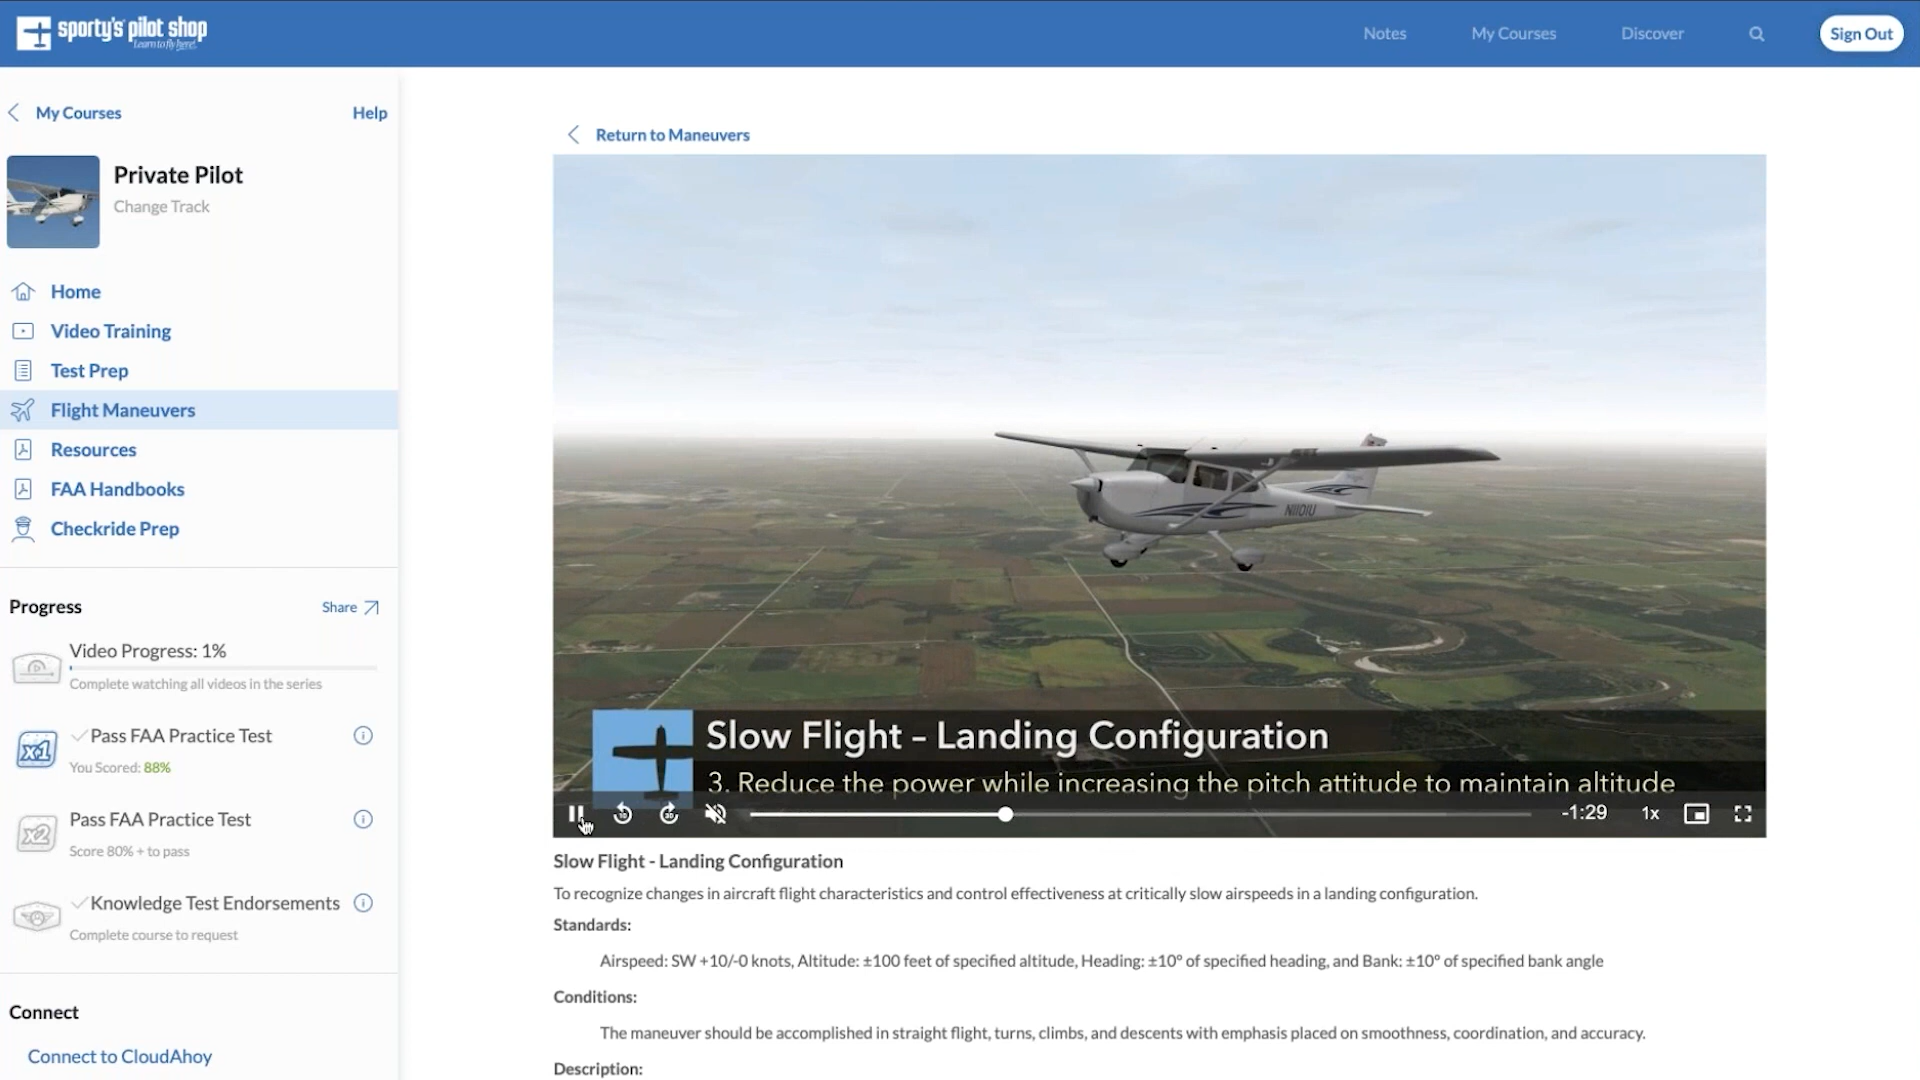 sporty's pilot shop
Learn to fly here!
Notes
My Courses
Discover
Sign Out
My Courses
Help
Private Pilot
Change Track
Home
Video Training
Test Prep
Flight Maneuvers
Resources
FAA Handbooks
Checkride Prep
Progress
Share
Video Progress: 1%
Complete watching all videos in the series
x1
Pass FAA Practice Test
You Scored: 88%
x2
Pass FAA Practice Test
Score 80% + to pass
Knowledge Test Endorsements
Complete course to request
Connect
Connect to CloudAhoy
Return to Maneuvers
N1101U
Slow Flight – Landing Configuration
3. Reduce the power while increasing the pitch attitude to maintain altitude
-1:29
1x
Slow Flight - Landing Configuration
To recognize changes in aircraft flight characteristics and control effectiveness at critically slow airspeeds in a landing configuration.
Standards:
Airspeed: SW +10/-0 knots, Altitude: ±100 feet of specified altitude, Heading: ±10° of specified heading, and Bank: ±10° of specified bank angle
Conditions:
The maneuver should be accomplished in straight flight, turns, climbs, and descents with emphasis placed on smoothness, coordination, and accuracy.
Description: